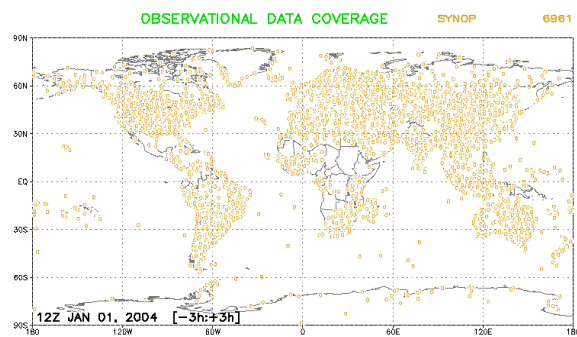 OBSERVATIONAL DATA COVERAGE SYNOP 6961
90N
60N
30N
EQ
30S
60S
90S
12Z JAN 01, 2004 [-3h:+3h]
180 120W 60W 0 60E 120E 180